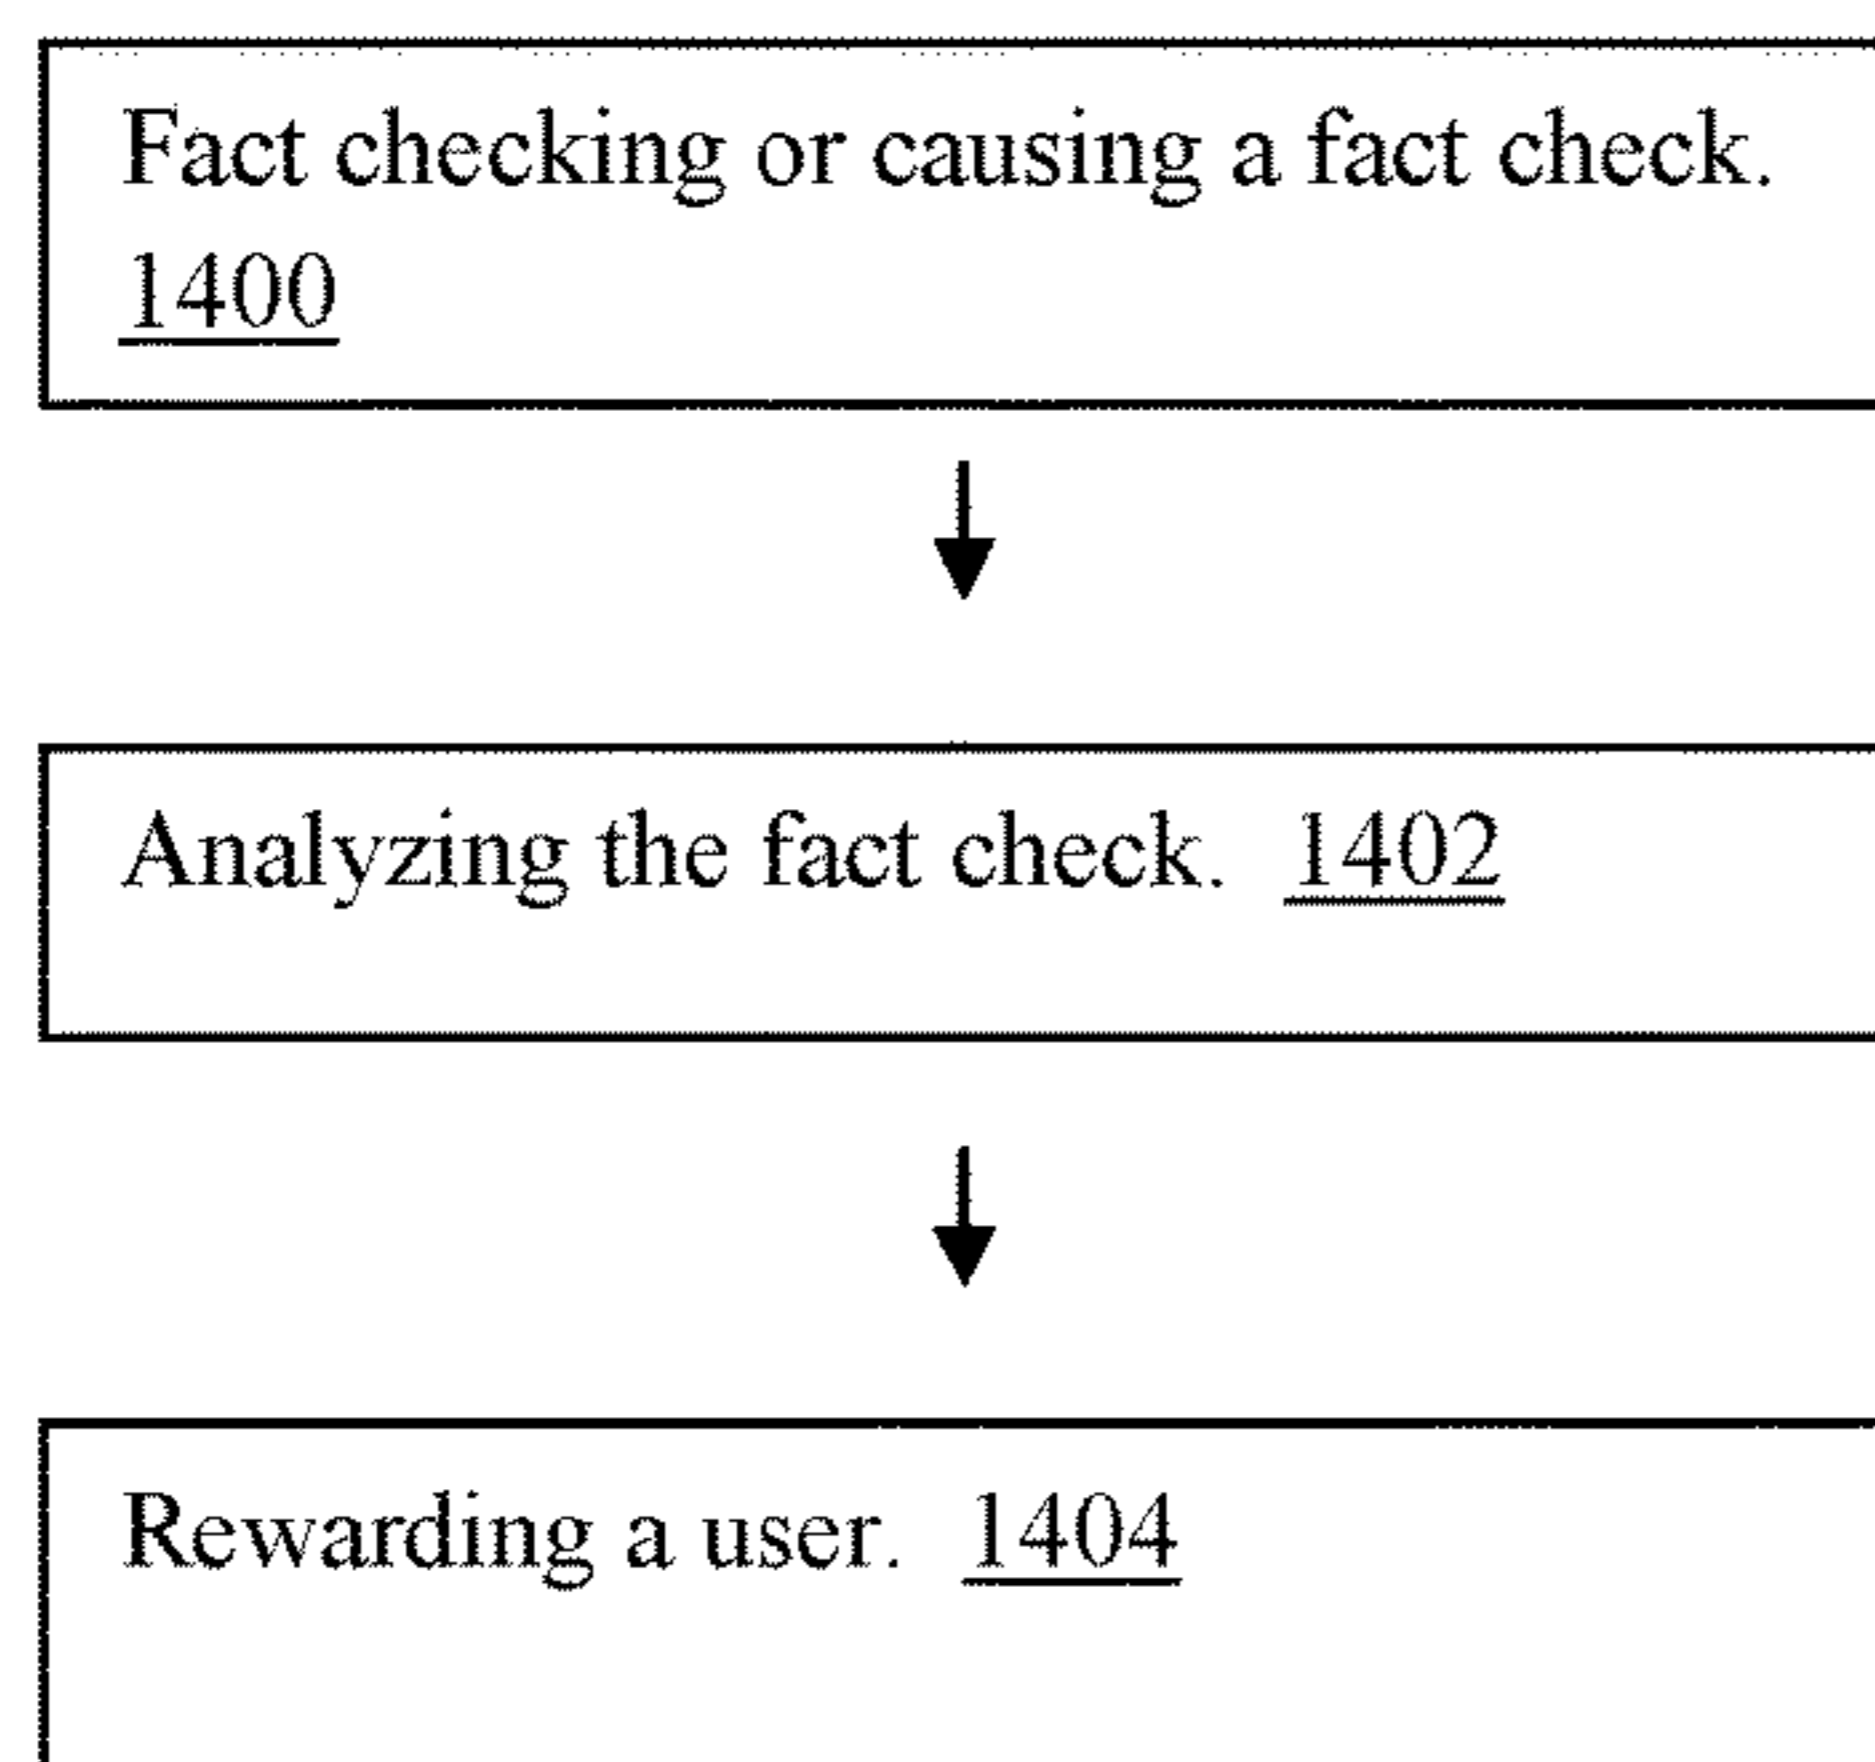 Fact checking or causing a fact check.
1400
Analyzing the fact check. 1402
Rewarding a user. 1404